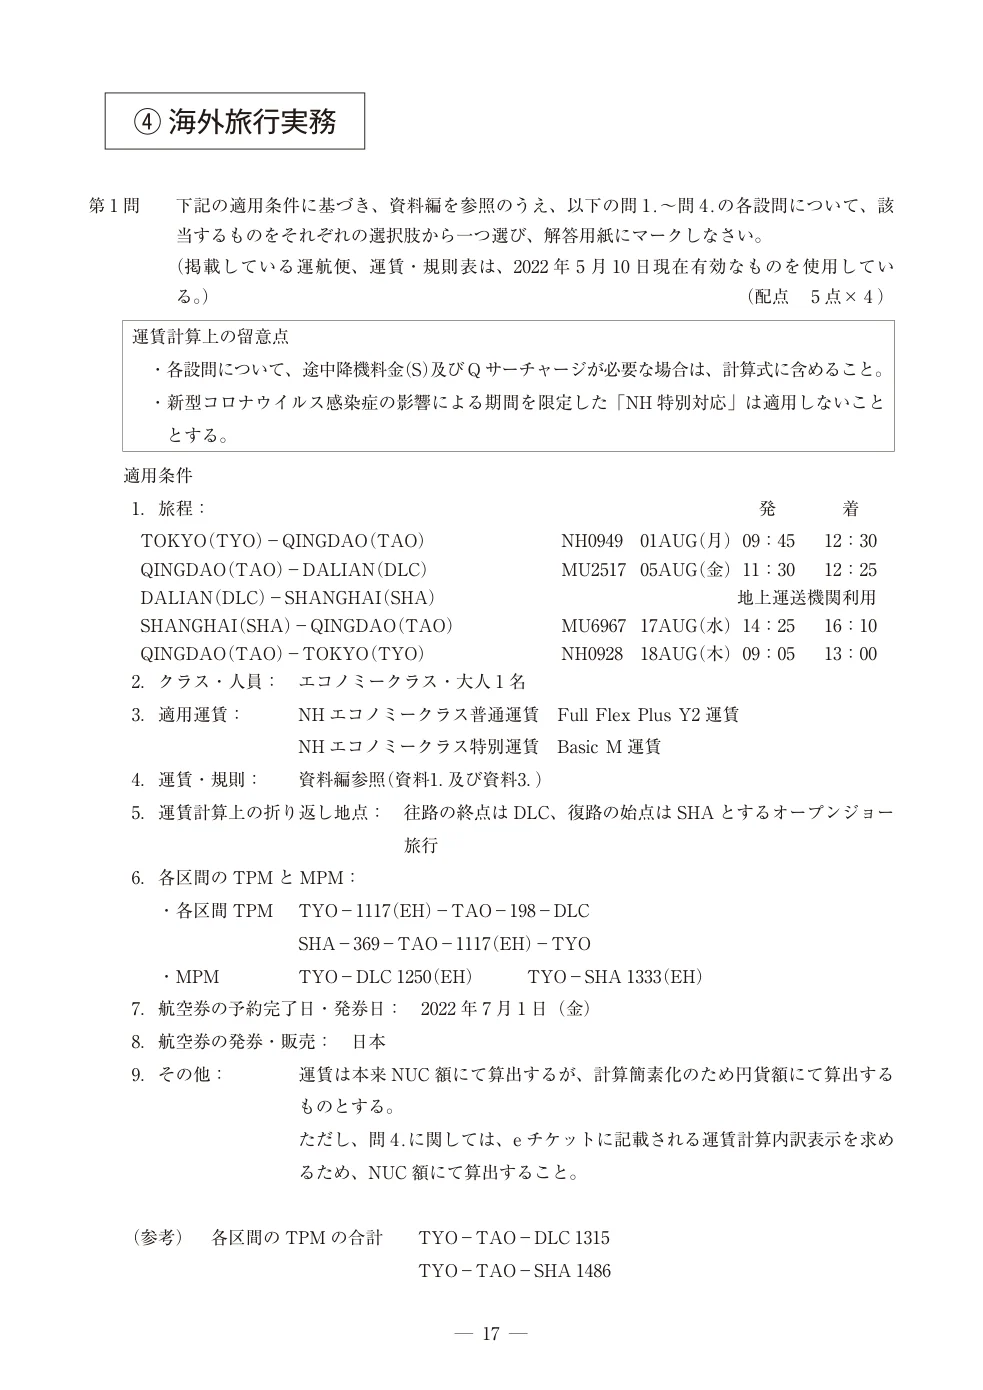 ④ 海外旅行実務
第1問 下記の適用条件に基づき、資料編を参照のうえ、以下の問1.～問4.の各設問について、該
当するものをそれぞれの選択肢から一つ選び、解答用紙にマークしなさい。
(掲載している運航便、運賃・規則表は、2022年5月10日現在有効なものを使用してい
る。) (配点 5点×4)
運賃計算上の留意点
・各設問について、途中降機料金(S)及びQサーチャージが必要な場合は、計算式に含めること。
・新型コロナウイルス感染症の影響による期間を限定した「NH特別対応」は適用しないこと
とする。
適用条件
1. 旅程： 発 着
TOKYO(TYO)－QINGDAO(TAO) NH0949 01AUG(月) 09：45 12：30
QINGDAO(TAO)－DALIAN(DLC) MU2517 05AUG(金) 11：30 12：25
DALIAN(DLC)－SHANGHAI(SHA) 地上運送機関利用
SHANGHAI(SHA)－QINGDAO(TAO) MU6967 17AUG(水) 14：25 16：10
QINGDAO(TAO)－TOKYO(TYO) NH0928 18AUG(木) 09：05 13：00
2. クラス・人員： エコノミークラス・大人1名
3. 適用運賃： NHエコノミークラス普通運賃 Full Flex Plus Y2運賃
NHエコノミークラス特別運賃 Basic M運賃
4. 運賃・規則： 資料編参照(資料1.及び資料3.)
5. 運賃計算上の折り返し地点： 往路の終点はDLC、復路の始点はSHAとするオープンジョー
旅行
6. 各区間のTPMとMPM：
・各区間TPM TYO－1117(EH)－TAO－198－DLC
SHA－369－TAO－1117(EH)－TYO
・MPM TYO－DLC 1250(EH) TYO－SHA 1333(EH)
7. 航空券の予約完了日・発券日： 2022年7月1日（金）
8. 航空券の発券・販売： 日本
9. その他： 運賃は本来NUC額にて算出するが、計算簡素化のため円貨額にて算出する
ものとする。
ただし、問4.に関しては、eチケットに記載される運賃計算内訳表示を求め
るため、NUC額にて算出すること。
（参考） 各区間のTPMの合計 TYO－TAO－DLC 1315
TYO－TAO－SHA 1486
― 17 ―